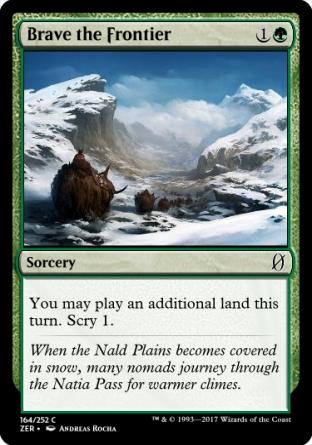 Brave the Frontier 1
Sorcery
You may play an additional land this
turn. Scry 1.
When the Nald Plains becomes covered
in snow, many nomads journey through
the Natia Pass for warmer climes.
164/252 C
ZER • ANDREAS ROCHA
™ & © 1993—2017 Wizards of the Coast